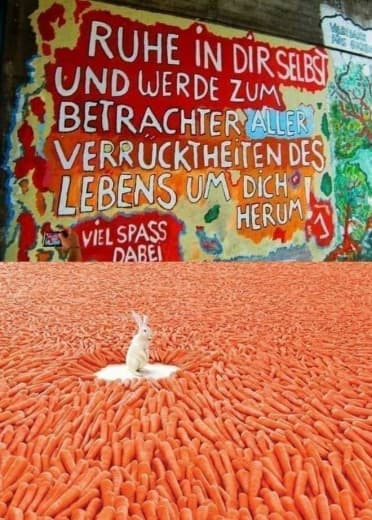 RUHE IN DIR SELBST
UND WERDE ZUM
BETRACHTER ALLER
VERRÜCKTHEITEN DES
LEBENS UM DICH
HERUM !
VIEL SPASS
DABEI